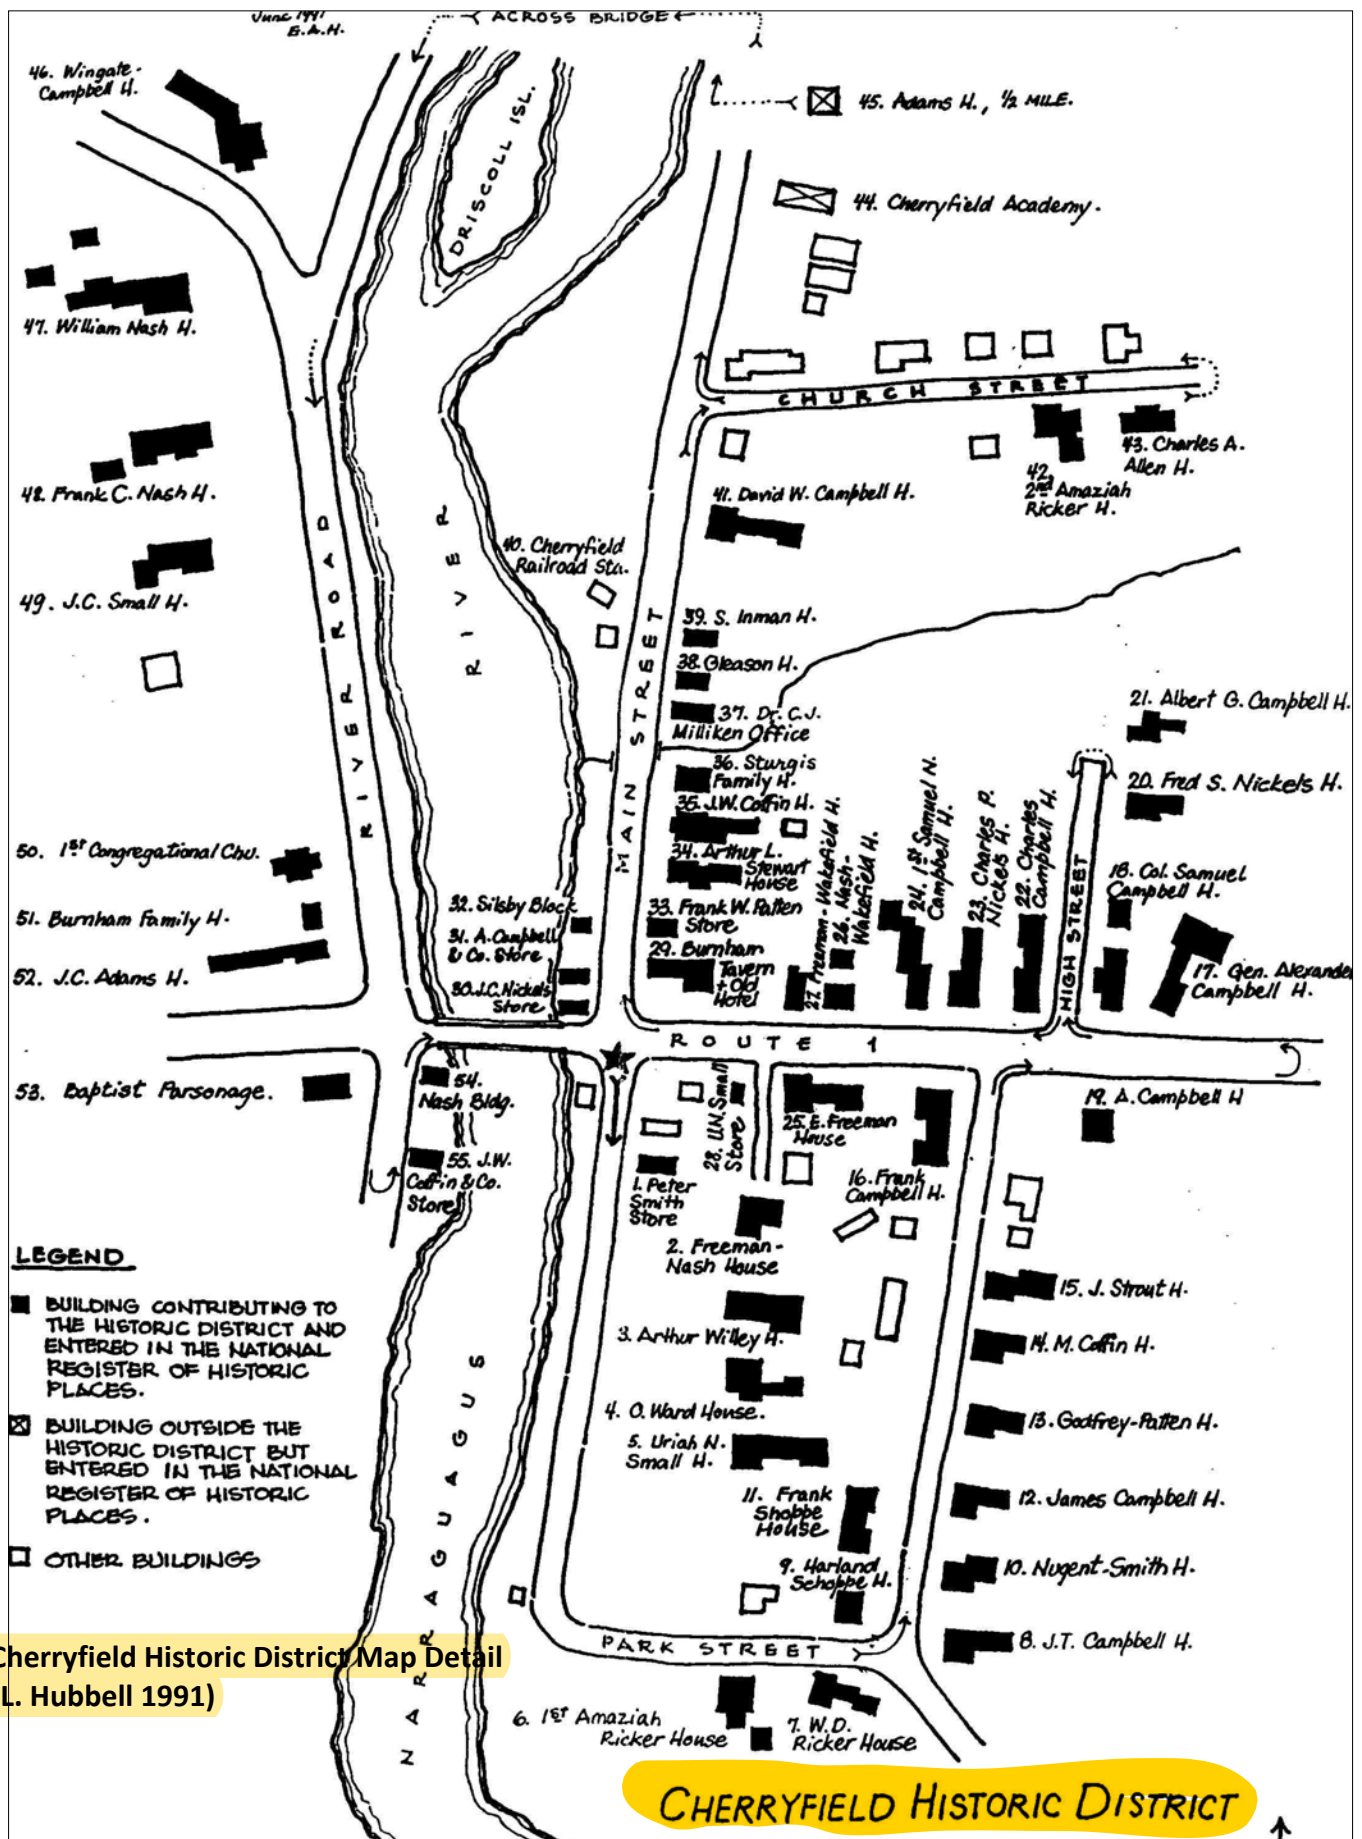 June 1991
E.A.H.
ACROSS BRIDGE
46. Wingate-
Campbell H.
DRISCOLL ISL.
45. Adams H., ½ MILE.
44. Cherryfield Academy.
47. William Nash H.
CHURCH STREET
43. Charles A.
Allen H.
42.
2nd Amaziah
Ricker H.
48. Frank C. Nash H.
41. David W. Campbell H.
RIVER ROAD
RIVER
40. Cherryfield
Railroad Sta.
49. J.C. Small H.
39. S. Inman H.
38. Gleason H.
MAIN STREET
37. Dr. C.J.
Milliken Office
36. Sturgis
Family H.
35. J.W. Coffin H.
34. Arthur L.
Stewart
House
21. Albert G. Campbell H.
20. Fred S. Nickels H.
50. 1st Congregational Chu.
51. Burnham Family H.
52. J.C. Adams H.
32. Silsby Block
31. A. Campbell
& Co. Store
30. J.C. Nickels
Store
33. Frank W. Patten
Store
29. Burnham
Tavern
+ Old
Hotel
27. Freeman-Wakefield H.
26. Nash-
Wakefield H.
24. 1st Samuel N.
Campbell H.
23. Charles P.
Nickels H.
22. Charles
Campbell H.
HIGH STREET
18. Col. Samuel
Campbell H.
17. Gen. Alexande
Campbell H.
ROUTE 1
53. Baptist Parsonage.
54.
Nash Bldg.
55. J.W.
Coffin & Co.
Store
28. U.N. Small
Store
25. E. Freeman
House
19. A. Campbell H
1. Peter
Smith
Store
16. Frank
Campbell H.
2. Freeman-
Nash House
LEGEND
BUILDING CONTRIBUTING TO
THE HISTORIC DISTRICT AND
ENTERED IN THE NATIONAL
REGISTER OF HISTORIC
PLACES.
BUILDING OUTSIDE THE
HISTORIC DISTRICT BUT
ENTERED IN THE NATIONAL
REGISTER OF HISTORIC
PLACES.
OTHER BUILDINGS
15. J. Strout H.
3. Arthur Willey H.
14. M. Coffin H.
4. O. Ward House.
13. Godfrey-Patten H.
5. Uriah N.
Small H.
11. Frank
Shoppe
House
12. James Campbell H.
9. Harland
Schoppe H.
10. Nugent-Smith H.
NARRAGUAGUS
PARK STREET
8. J.T. Campbell H.
Cherryfield Historic District Map Detail
L. Hubbell 1991)
6. 1st Amaziah
Ricker House
7. W.D.
Ricker House
CHERRYFIELD HISTORIC DISTRICT